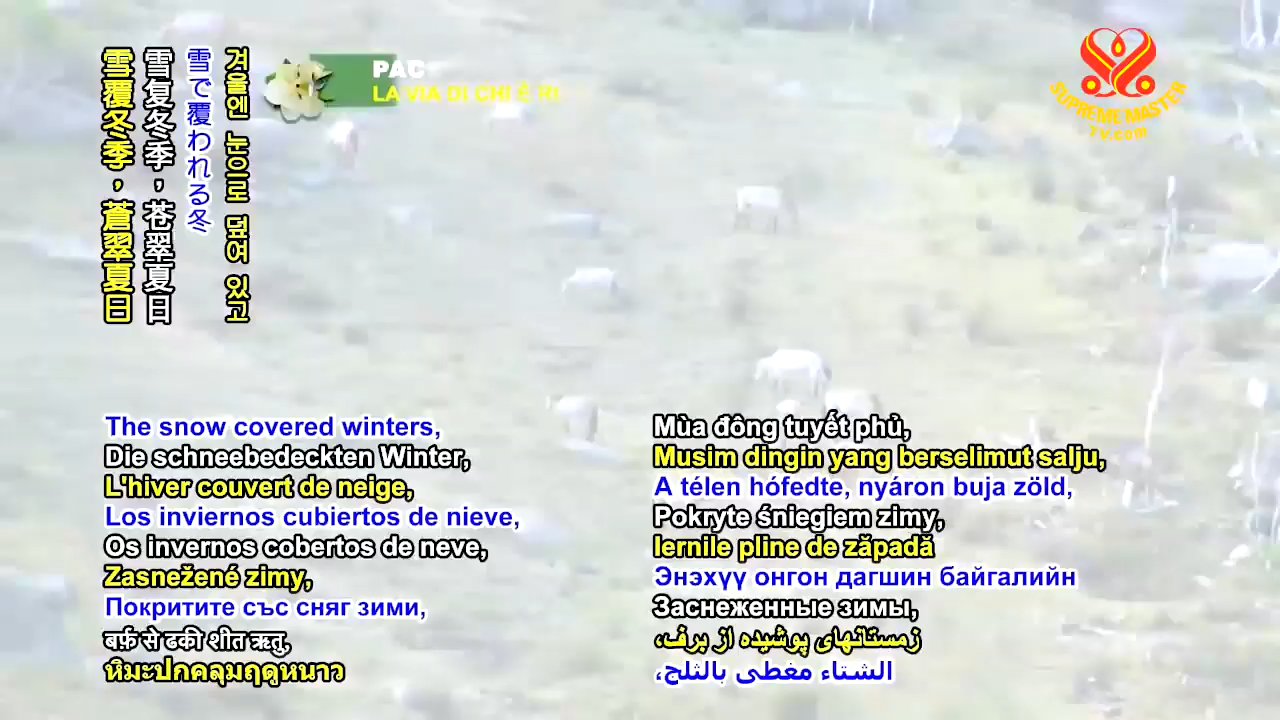 雪覆冬季，蒼翠夏日
雪复冬季，苍翠夏日
雪で覆われる冬
겨울엔 눈으로 덮여 있고
PAC
LA VIA DI CHI È RI
SUPREME MASTER
TV.com
The snow covered winters,
Die schneebedeckten Winter,
L'hiver couvert de neige,
Los inviernos cubiertos de nieve,
Os invernos cobertos de neve,
Zasnežené zimy,
Покритите със сняг зими,
बर्फ़ से ढकी शीत ऋतु,
หิมะปกคลุมฤดูหนาว
Mùa đông tuyết phủ,
Musim dingin yang berselimut salju,
A télen hófedte, nyáron buja zöld,
Pokryte śniegiem zimy,
Iernile pline de zăpadă
Энэхүү онгон дагшин байгалийн
Заснеженные зимы,
زمستانهای پوشیده از برف،
الشتاء مغطى بالثلج،